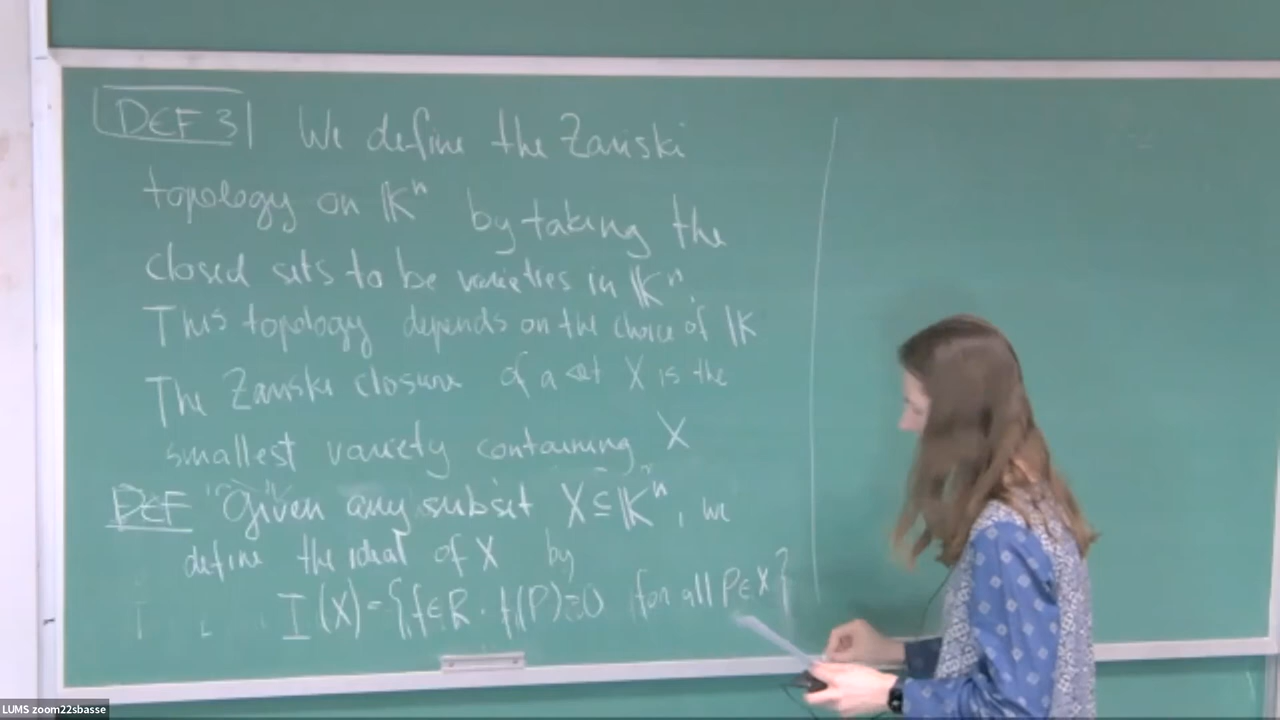 DEF 3 We define the Zariski
topology on 𝕂ⁿ by taking the
closed sets to be varieties in 𝕂ⁿ.
This topology depends on the choice of 𝕂
The Zariski closure of a set X is the
smallest variety containing X
DEF Given any subset X ⊆ 𝕂ⁿ, we
define the ideal of X by
I(X) = {f ∈ R : f(P) = 0 for all P ∈ X}
LUMS zoom22sbasse